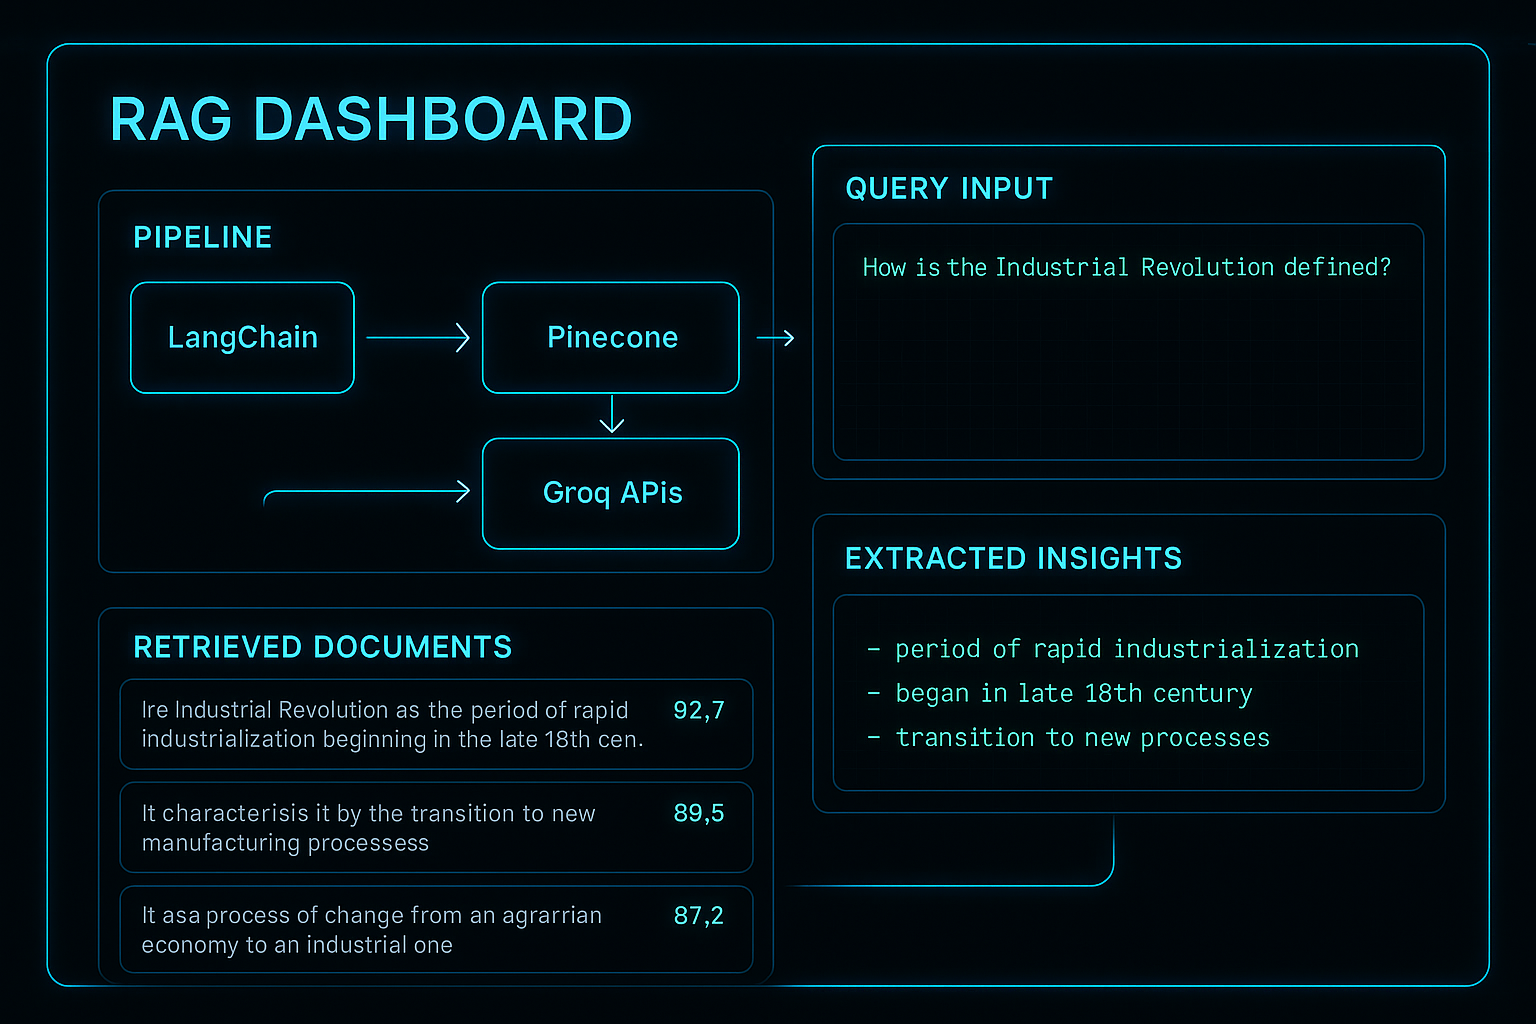 RAG DASHBOARD
PIPELINE
LangChain
Pinecone
Groq APis
QUERY INPUT
How is the Industrial Revolution defined?
EXTRACTED INSIGHTS
– period of rapid industrialization
– began in late 18th century
– transition to new processes
RETRIEVED DOCUMENTS
Ire Industrial Revolution as the period of rapid
industrialization beginning in the late 18th cen.
92,7
It characterisis it by the transition to new
manufacturing processess
89,5
It asa process of change from an agrarrian
economy to an industrial one
87,2